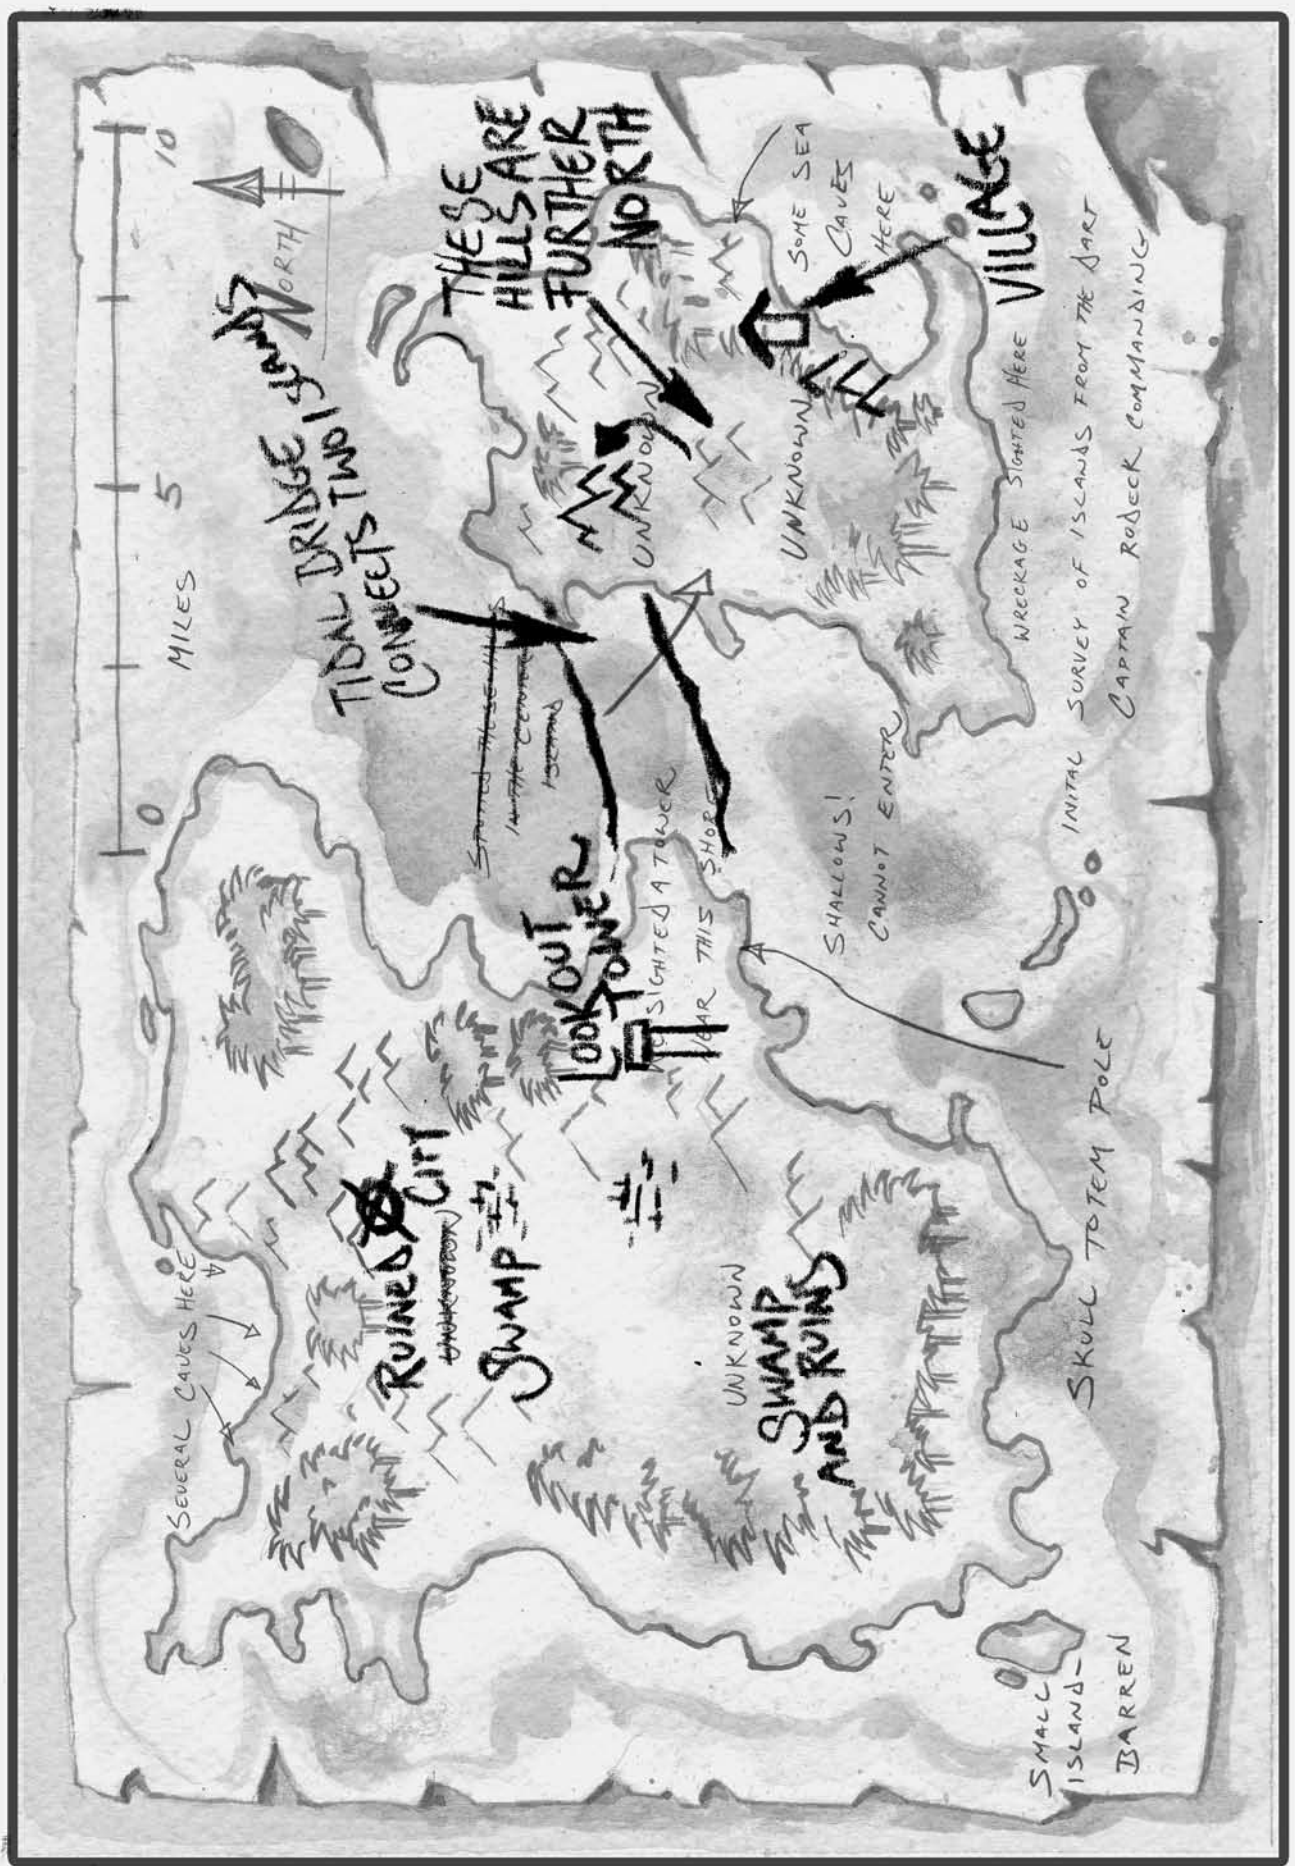 0
5
10
MILES
NORTH
SEVERAL CAVES HERE
TIDAL DRIDGE
CONNECTS TWO ISLANDS
THESE
HILLS ARE
FURTHER
NORTH
RUINED CITY
UNKNOWN
SWAMP
LOOKOUT
TOWER
SIGHTED A TOWER
NEAR THIS SHORE
UNKNOWN
UNKNOWN
SOME SEA
CAVES
HERE
VILLAGE
UNKNOWN
SWAMP
AND RUINS
SHALLOWS!
CANNOT ENTER
WRECKAGE SIGHTED HERE
SMALL
ISLAND-
BARREN
SKULL TOTEM POLE
INITAL SURVEY OF ISLANDS FROM THE DART
CAPTAIN RODECK COMMANDING